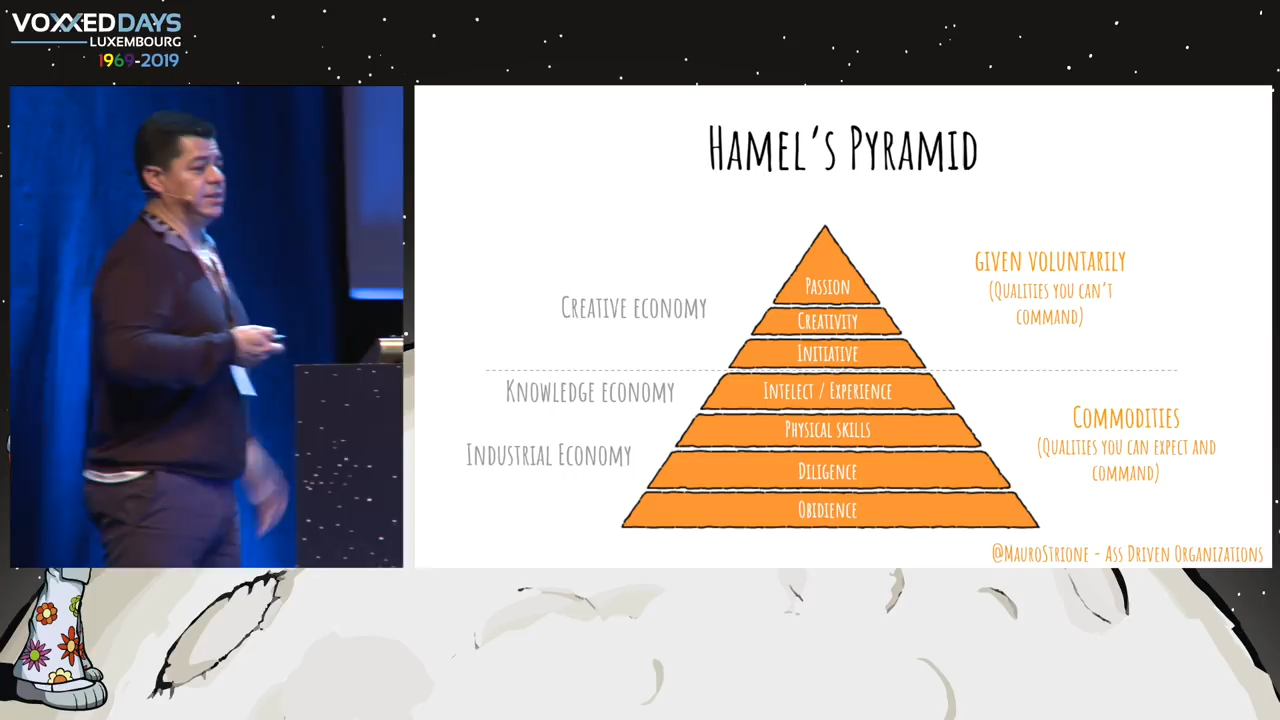 VOXXEDDAYS
LUXEMBOURG
1969-2019
HAMEL'S PYRAMID
PASSION
CREATIVITY
INITIATIVE
INTELECT / EXPERIENCE
PHYSICAL SKILLS
DILIGENCE
OBIDIENCE
CREATIVE ECONOMY
KNOWLEDGE ECONOMY
INDUSTRIAL ECONOMY
GIVEN VOLUNTARILY
(QUALITIES YOU CAN'T
COMMAND)
COMMODITIES
(QUALITIES YOU CAN EXPECT AND
COMMAND)
@MAUROSTRIONE - ASS DRIVEN ORGANIZATIONS